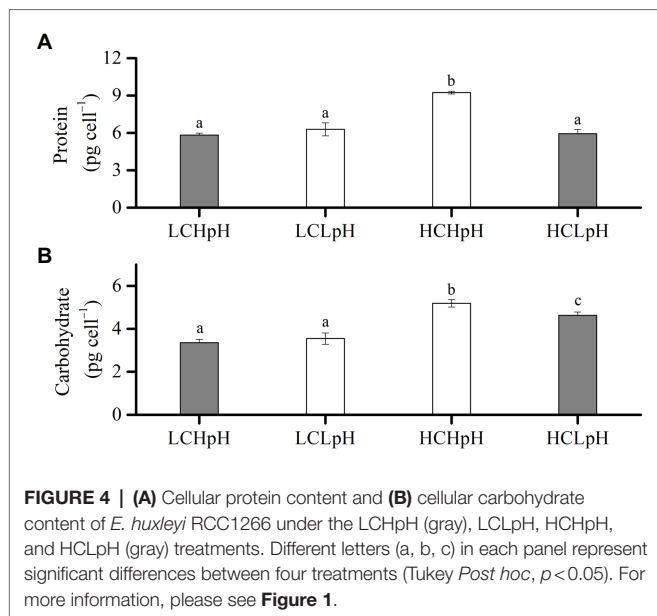 A
12
9
6
3
0
Protein
(pg cell⁻¹)
a
a
b
a
LCHpH
LCLpH
HCHpH
HCLpH
B
6
4
2
0
Carbohydrate
(pg cell⁻¹)
a
a
b
c
LCHpH
LCLpH
HCHpH
HCLpH
FIGURE 4 | (A) Cellular protein content and (B) cellular carbohydrate
content of E. huxleyi RCC1266 under the LCHpH (gray), LCLpH, HCHpH,
and HCLpH (gray) treatments. Different letters (a, b, c) in each panel represent
significant differences between four treatments (Tukey Post hoc, p<0.05). For
more information, please see Figure 1.